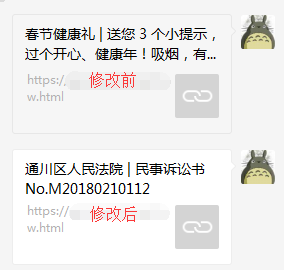 春节健康礼 | 送您 3 个小提示，
过个开心、健康年！吸烟，有...
https:/
修改前
w.html
通川区人民法院 | 民事诉讼书
No.M20180210112
https:/
修改后
w.html